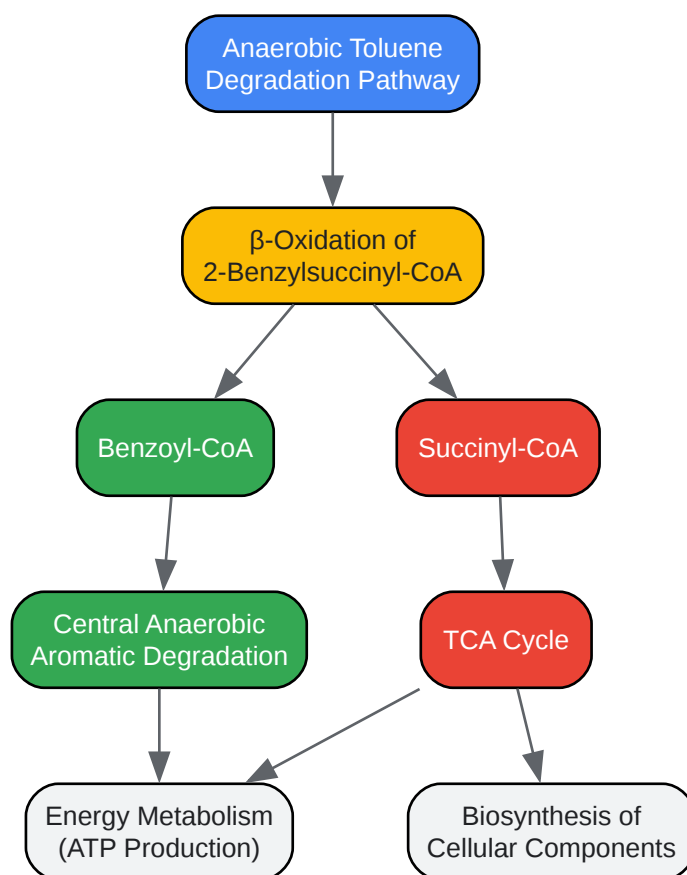 Anaerobic Toluene
Degradation Pathway
β-Oxidation of
2-Benzylsuccinyl-CoA
Benzoyl-CoA
Succinyl-CoA
Central Anaerobic
Aromatic Degradation
TCA Cycle
Energy Metabolism
(ATP Production)
Biosynthesis of
Cellular Components